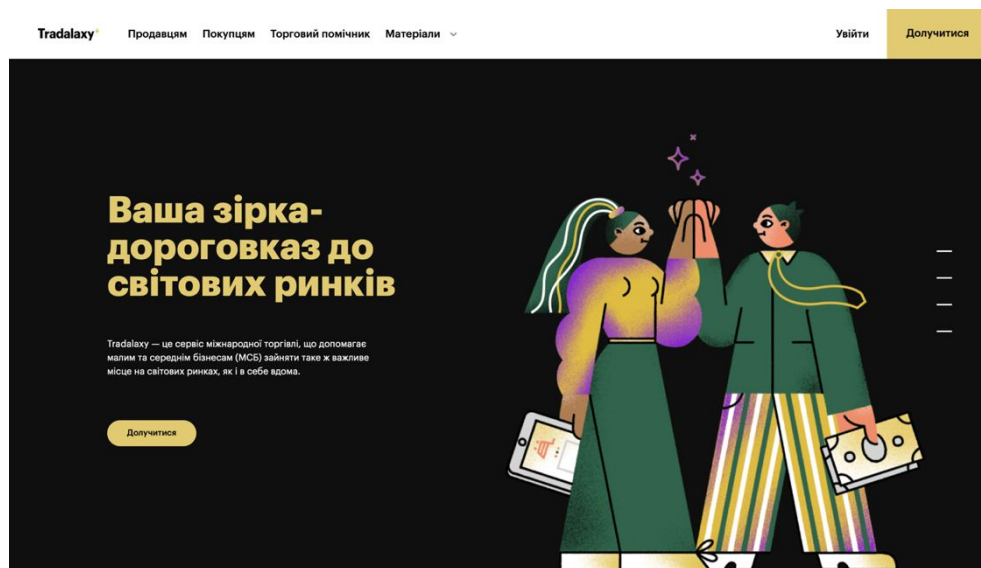 Tradalaxy
Продавцям Покупцям Торговий помічник Матеріали
Увійти
Долучитися
Ваша зірка-
дороговказ до
світових ринків
Tradalaxy — це сервіс міжнародної торгівлі, що допомагає
малим та середнім бізнесам (МСБ) зайняти таке ж важливе
місце на світових ринках, як і в себе вдома.
Долучитися